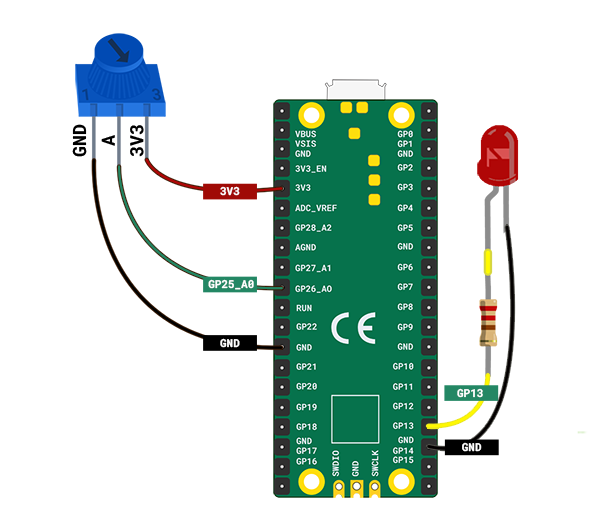 1 3
GND
A
3V3
3V3
GP25_A0
GND
VBUS
VSIS
GND
3V3_EN
3V3
ADC_VREF
GP28_A2
AGND
GP27_A1
GP26_A0
RUN
GP22
GND
GP21
GP20
GP19
GP18
GND
GP17
GP16
CE
SWDIO
GND
SWCLK
GP0
GP1
GND
GP2
GP3
GP4
GP5
GND
GP6
GP7
GP8
GP9
GND
GP10
GP11
GP12
GP13
GND
GP14
GP15
GP13
GND